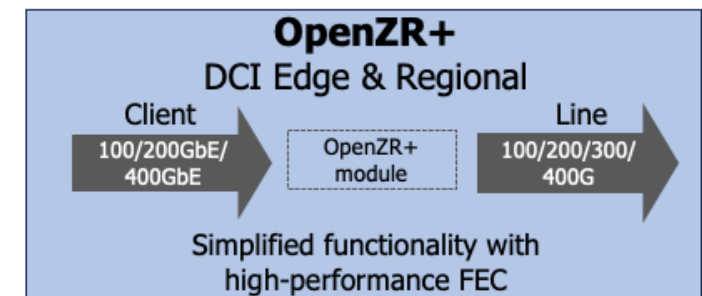 OpenZR+
DCI Edge & Regional
Client
100/200GbE/
400GbE
OpenZR+
module
Line
100/200/300/
400G
Simplified functionality with
high-performance FEC